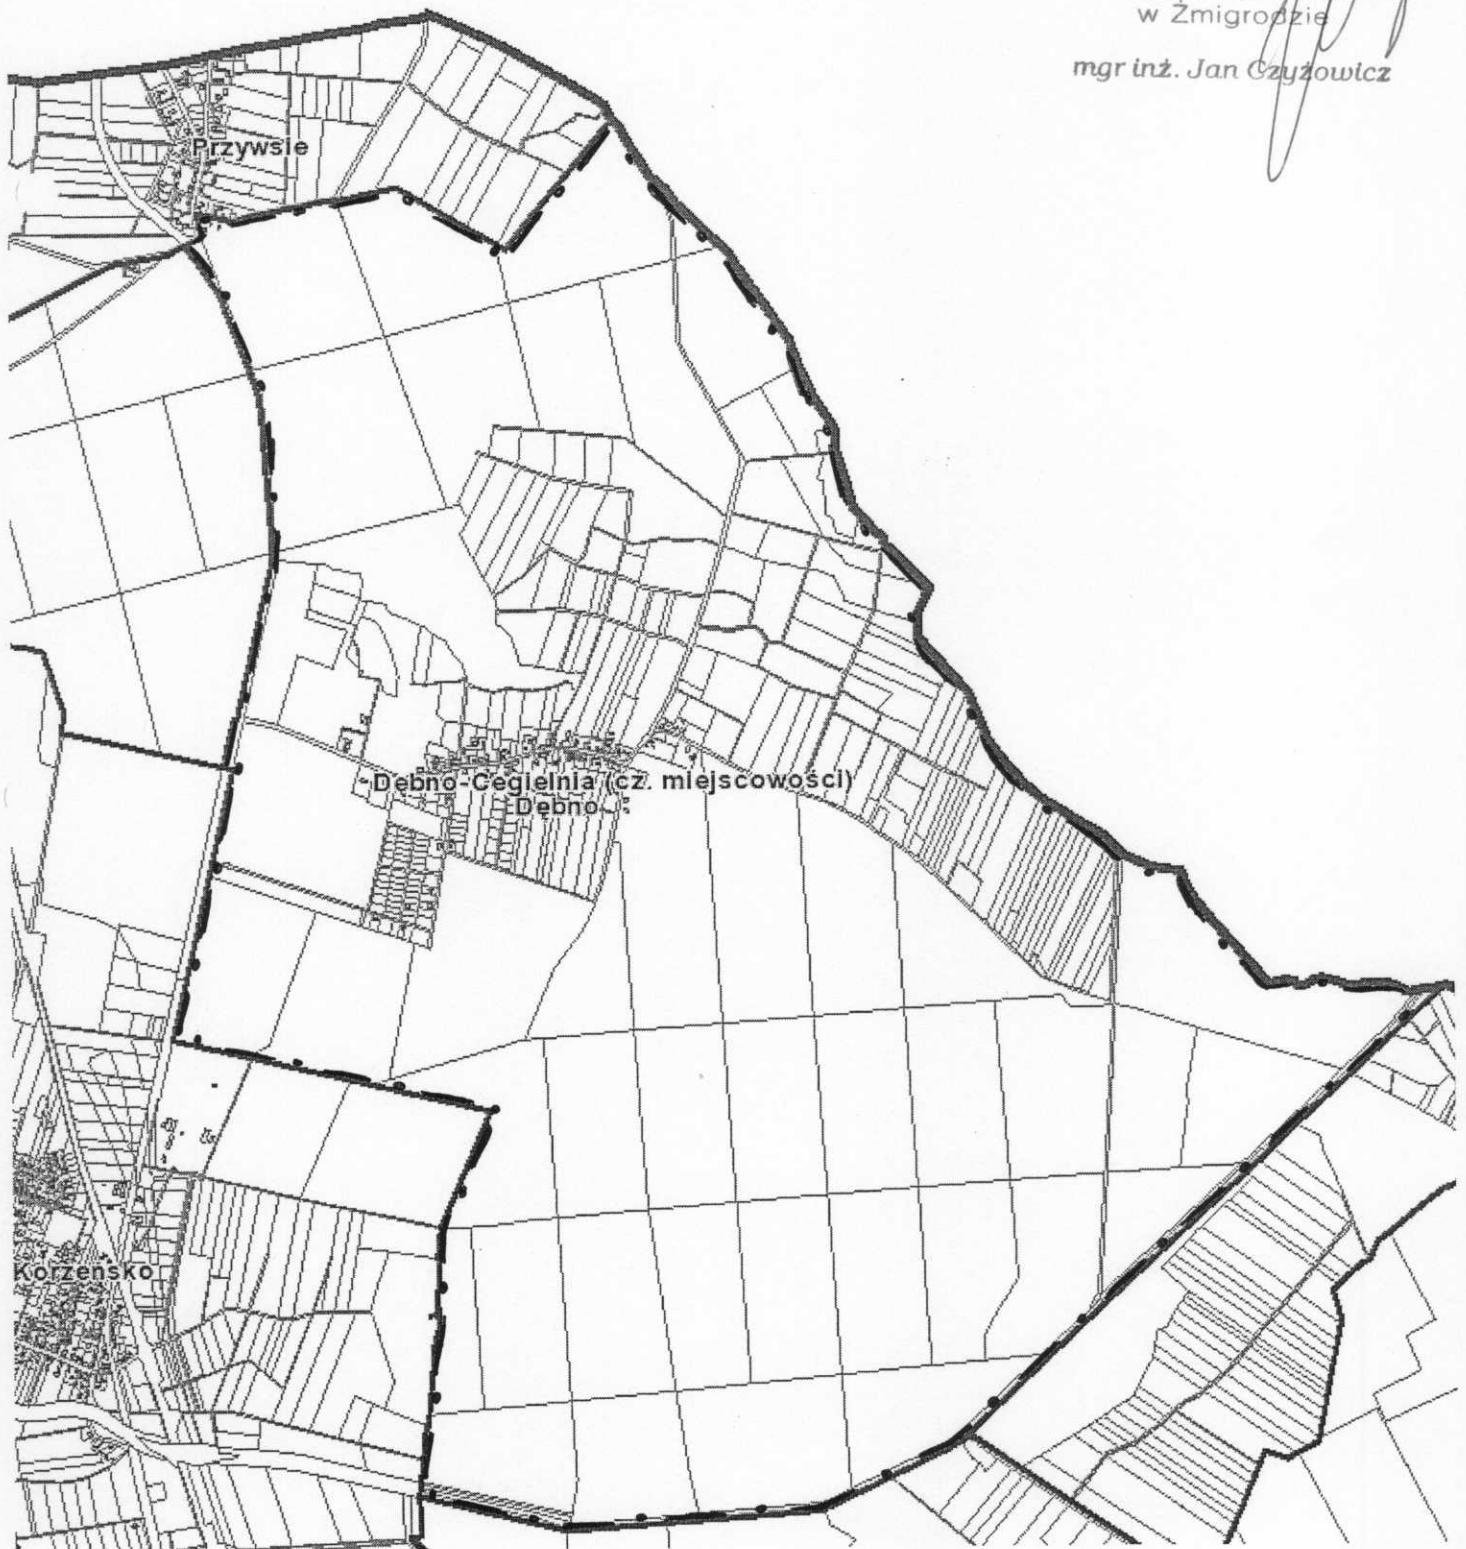 w Żmigrodzie
mgr inż. Jan Czyżowicz
Przywsie
Dębno-Cegielnia (cz. miejscowości)
Dębno
Korzeńsko